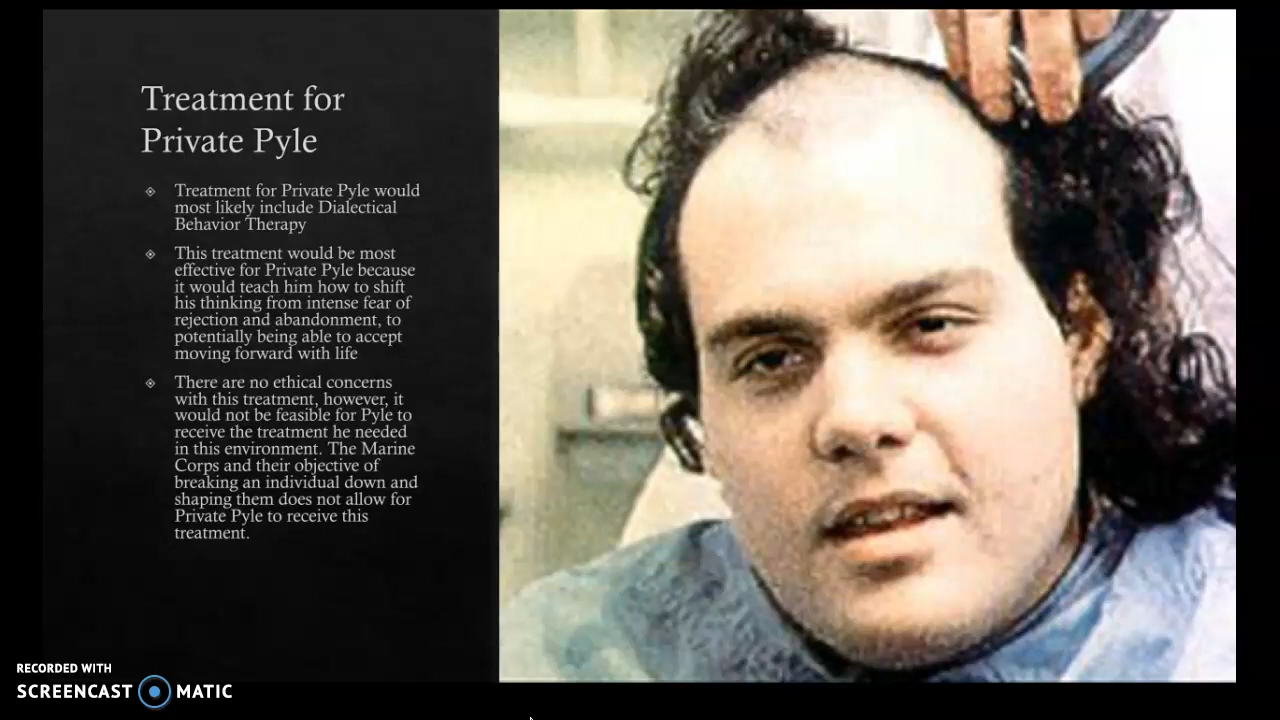 Treatment for
Private Pyle
Treatment for Private Pyle would
most likely include Dialectical
Behavior Therapy
This treatment would be most
effective for Private Pyle because
it would teach him how to shift
his thinking from intense fear of
rejection and abandonment, to
potentially being able to accept
moving forward with life
There are no ethical concerns
with this treatment, however, it
would not be feasible for Pyle to
receive the treatment he needed
in this environment. The Marine
Corps and their objective of
breaking an individual down and
shaping them does not allow for
Private Pyle to receive this
treatment.
RECORDED WITH
SCREENCAST MATIC